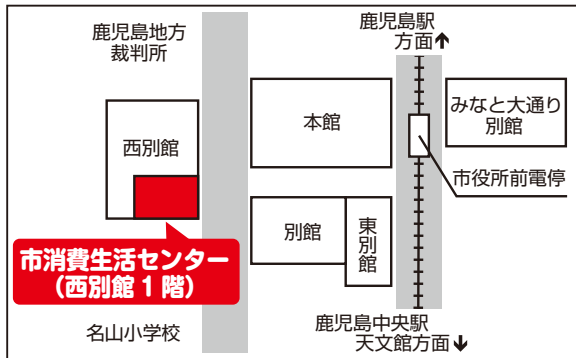 鹿児島地方
裁判所
鹿児島駅
方面↑
西別館
本館
みなと大通り
別館
市役所前電停
別館
東別館
市消費生活センター
（西別館1階）
名山小学校
鹿児島中央駅
天文館方面↓